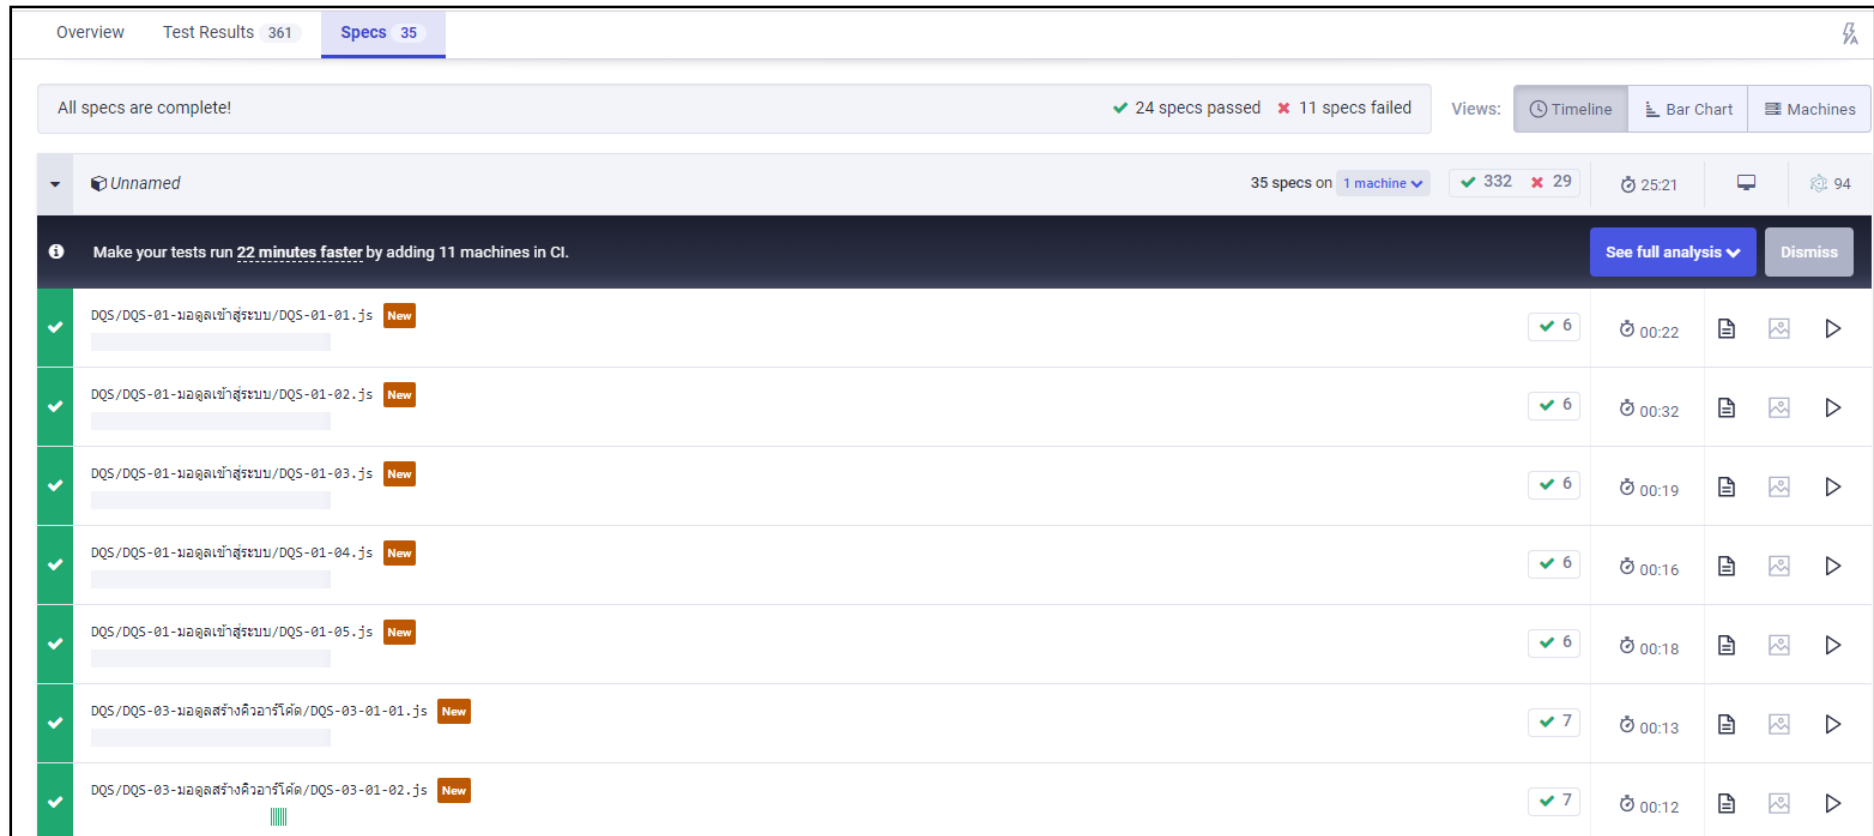 Overview Test Results 361 Specs 35
All specs are complete! 24 specs passed 11 specs failed Views: Timeline Bar Chart Machines
Unnamed 35 specs on 1 machine 332 29 25:21 94
Make your tests run 22 minutes faster by adding 11 machines in CI. See full analysis Dismiss
DQS/DQS-01-มอดูลเข้าสู่ระบบ/DQS-01-01.js New 6 00:22
DQS/DQS-01-มอดูลเข้าสู่ระบบ/DQS-01-02.js New 6 00:32
DQS/DQS-01-มอดูลเข้าสู่ระบบ/DQS-01-03.js New 6 00:19
DQS/DQS-01-มอดูลเข้าสู่ระบบ/DQS-01-04.js New 6 00:16
DQS/DQS-01-มอดูลเข้าสู่ระบบ/DQS-01-05.js New 6 00:18
DQS/DQS-03-มอดูลสร้างคิวอาร์โค้ด/DQS-03-01-01.js New 7 00:13
DQS/DQS-03-มอดูลสร้างคิวอาร์โค้ด/DQS-03-01-02.js New 7 00:12